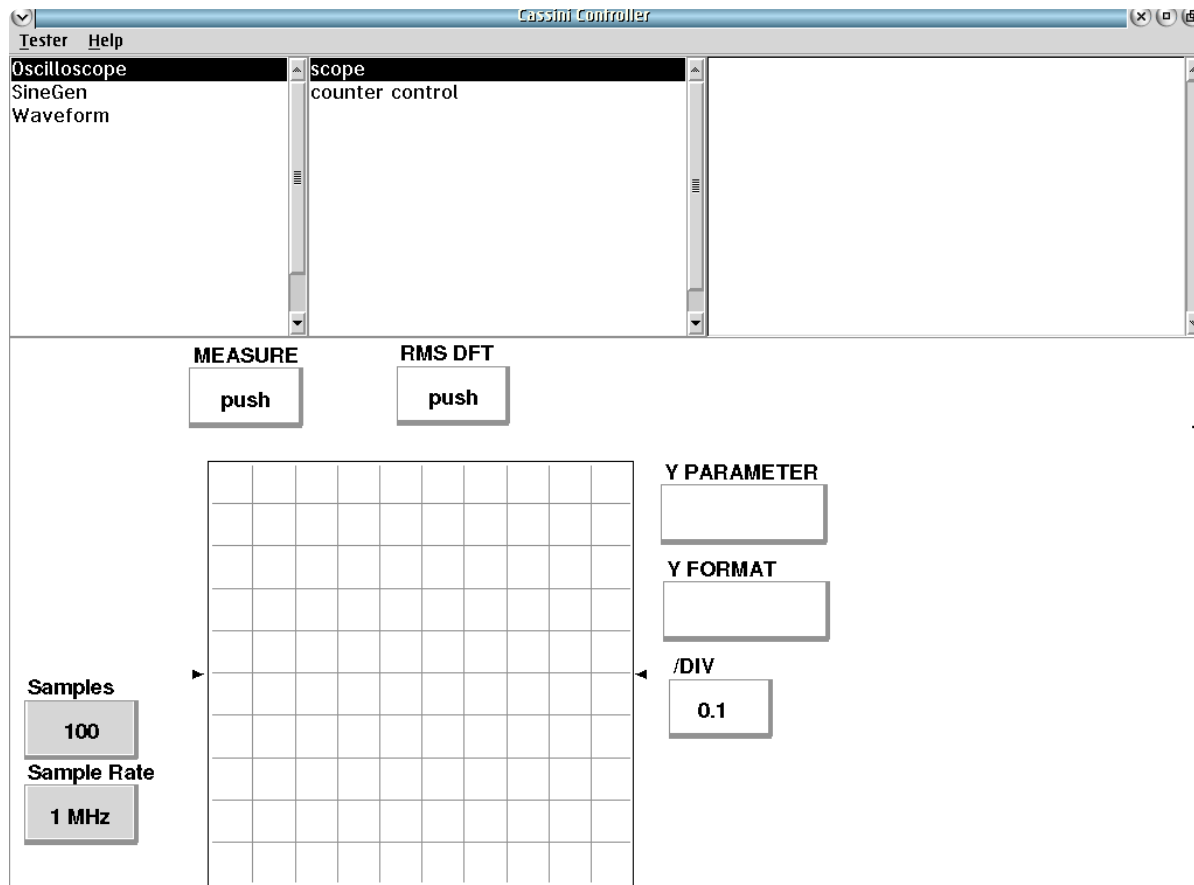 Cassini Controller
Tester Help
Oscilloscope
SineGen
Waveform
scope
counter control
MEASURE
push
RMS DFT
push
Y PARAMETER
Y FORMAT
/DIV
0.1
Samples
100
Sample Rate
1 MHz